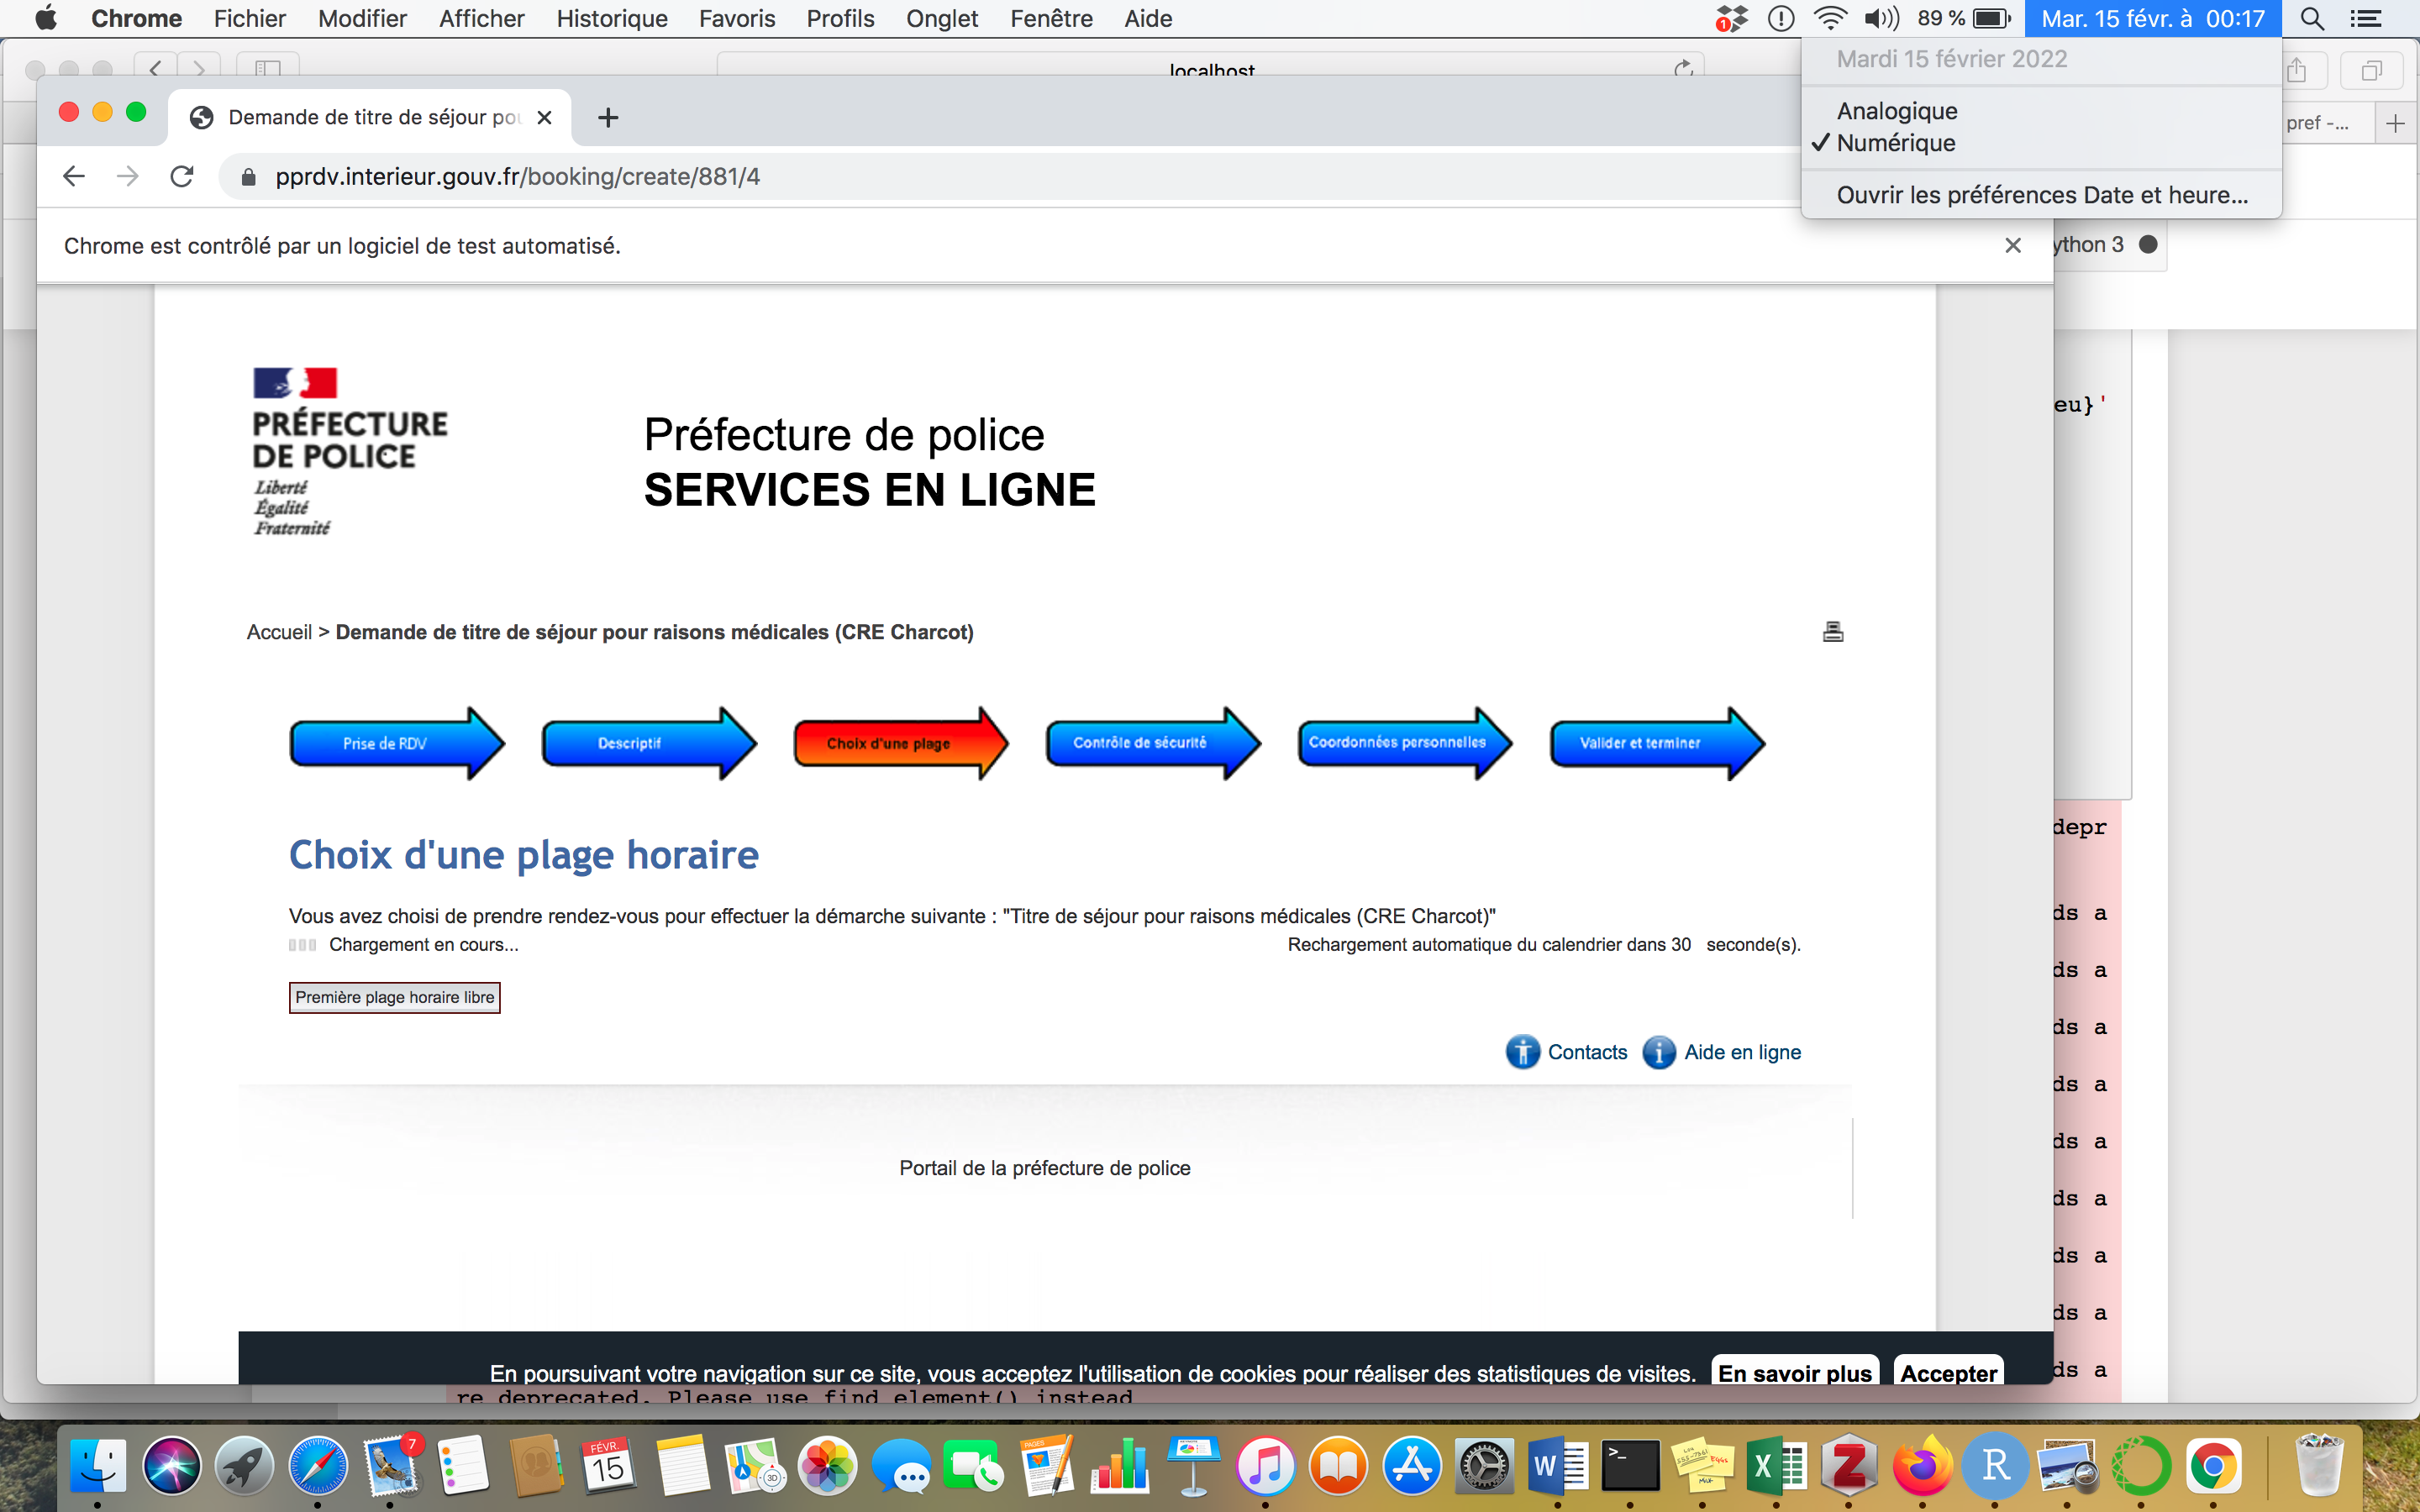 Chrome Fichier Modifier Afficher Historique Favoris Profils Onglet Fenêtre Aide 1 89 % Mar. 15 févr. à 00:17
localhost
Mardi 15 février 2022
Analogique
✓ Numérique
Ouvrir les préférences Date et heure...
pref -...
Demande de titre de séjour pou
pprdv.interieur.gouv.fr/booking/create/881/4
Chrome est contrôlé par un logiciel de test automatisé.
ython 3
eu}'
PRÉFECTURE
DE POLICE
Liberté
Égalité
Fraternité
Préfecture de police
SERVICES EN LIGNE
Accueil > Demande de titre de séjour pour raisons médicales (CRE Charcot)
Prise de RDV
Descriptif
Choix d'une plage
Contrôle de sécurité
Coordonnées personnelles
Valider et terminer
Choix d'une plage horaire
Vous avez choisi de prendre rendez-vous pour effectuer la démarche suivante : "Titre de séjour pour raisons médicales (CRE Charcot)"
Chargement en cours...
Rechargement automatique du calendrier dans 30 seconde(s).
Première plage horaire libre
Contacts
Aide en ligne
Portail de la préfecture de police
depr
ds a
ds a
ds a
ds a
ds a
ds a
ds a
ds a
ds a
En poursuivant votre navigation sur ce site, vous acceptez l'utilisation de cookies pour réaliser des statistiques de visites. En savoir plus Accepter
re deprecated. Please use find_element() instead
7
FÉVR.
15
3D
PAGES
W
>_
X
Z
R